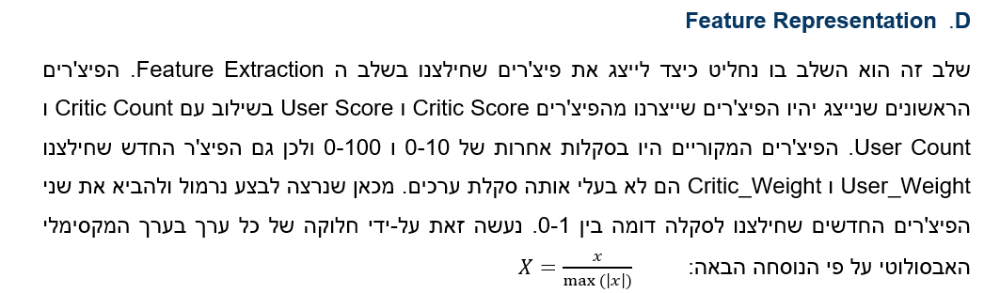 D. Feature Representation
שלב זה הוא השלב בו נחליט כיצד לייצג את פיצ'רים שחילצנו בשלב ה Feature Extraction. הפיצ'רים
הראשונים שנייצג יהיו הפיצ'רים שייצרנו מהפיצ'רים Critic Score ו User Score בשילוב עם Critic Count ו
User Count. הפיצ'רים המקוריים היו בסקלות אחרות של 0-10 ו 0-100 ולכן גם הפיצ'ר החדש שחילצנו
User_Weight ו Critic_Weight הם לא בעלי אותה סקלת ערכים. מכאן שנרצה לבצע נרמול ולהביא את שני
הפיצ'רים החדשים שחילצנו לסקלה דומה בין 0-1. נעשה זאת על-ידי חלוקה של כל ערך בערך המקסימלי
האבסולוטי על פי הנוסחה הבאה: X = x / max (|x|)